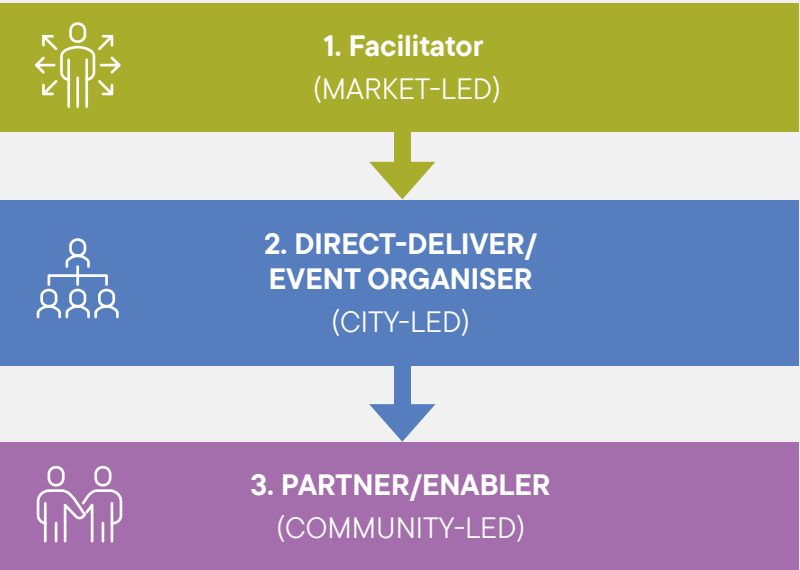 1. Facilitator
(MARKET-LED)
2. DIRECT-DELIVER/
EVENT ORGANISER
(CITY-LED)
3. PARTNER/ENABLER
(COMMUNITY-LED)